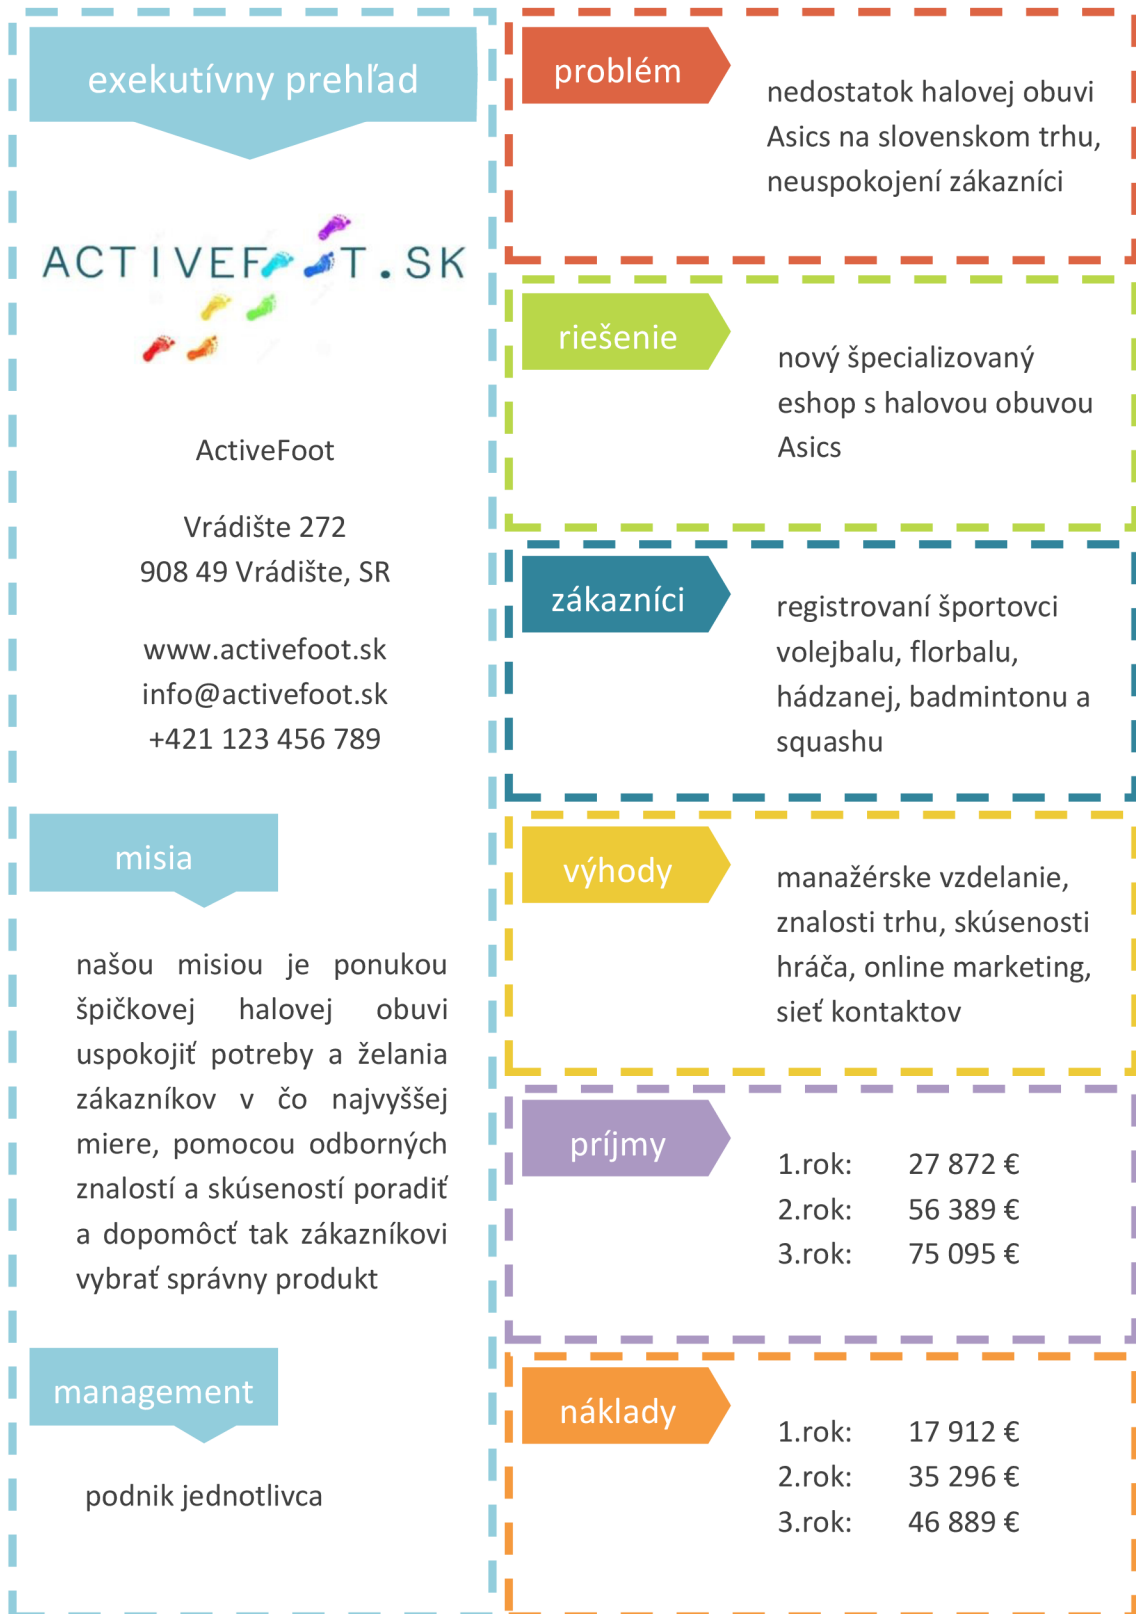 exekutívny prehľad
ACTIVEFOOT.SK
ActiveFoot
Vrádište 272
908 49 Vrádište, SR
www.activefoot.sk
info@activefoot.sk
+421 123 456 789
misia
našou misiou je ponukou
špičkovej halovej obuvi
uspokojiť potreby a želania
zákazníkov v čo najvyššej
miere, pomocou odborných
znalostí a skúseností poradiť
a dopomôcť tak zákazníkovi
vybrať správny produkt
management
podnik jednotlivca
problém
nedostatok halovej obuvi
Asics na slovenskom trhu,
neuspokojení zákazníci
riešenie
nový špecializovaný
eshop s halovou obuvou
Asics
zákazníci
registrovaní športovci
volejbalu, florbalu,
hádzanej, badmintonu a
squashu
výhody
manažérske vzdelanie,
znalosti trhu, skúsenosti
hráča, online marketing,
sieť kontaktov
príjmy
1.rok: 27 872 €
2.rok: 56 389 €
3.rok: 75 095 €
náklady
1.rok: 17 912 €
2.rok: 35 296 €
3.rok: 46 889 €